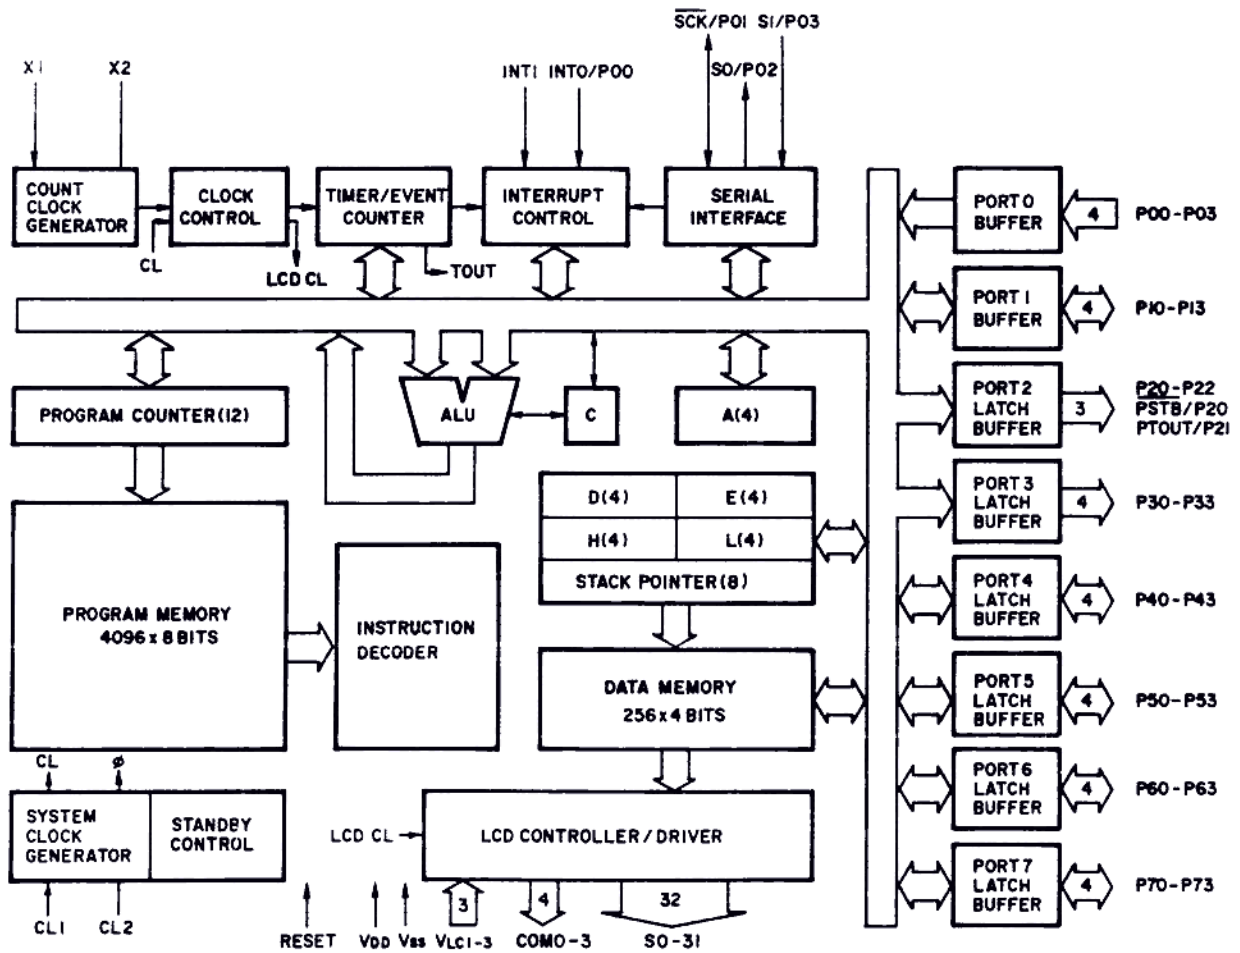 SCK/P01 SI/P03
X1 X2 INT1 INT0/P00 SO/P02
COUNT
CLOCK
GENERATOR
CLOCK
CONTROL
TIMER/EVENT
COUNTER
INTERRUPT
CONTROL
SERIAL
INTERFACE
PORT 0
BUFFER
4
P00-P03
CL
LCD CL
TOUT
PORT 1
BUFFER
4
P10-P13
PROGRAM COUNTER(12)
ALU
C
A(4)
PORT 2
LATCH
BUFFER
3
P20-P22
PSTB/P20
PTOUT/P21
D(4)
E(4)
H(4)
L(4)
STACK POINTER(8)
PORT 3
LATCH
BUFFER
4
P30-P33
PROGRAM MEMORY
4096 x 8 BITS
INSTRUCTION
DECODER
PORT 4
LATCH
BUFFER
4
P40-P43
DATA MEMORY
256 x 4 BITS
PORT 5
LATCH
BUFFER
4
P50-P53
CL
ø
SYSTEM
CLOCK
GENERATOR
STANDBY
CONTROL
LCD CL
LCD CONTROLLER/DRIVER
PORT 6
LATCH
BUFFER
4
P60-P63
3
4
32
PORT 7
LATCH
BUFFER
4
P70-P73
CL1 CL2 RESET VDD VSS VLC1-3 COM0-3 S0-31